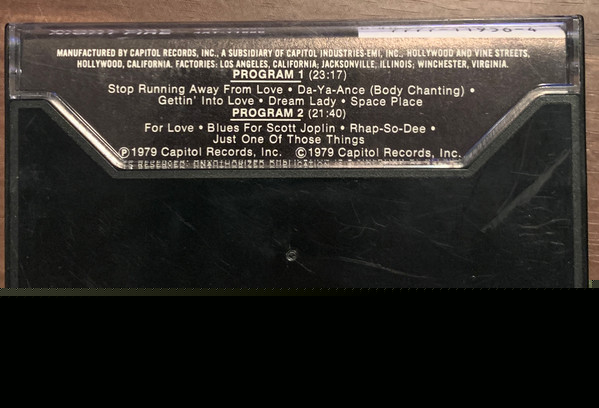 MANUFACTURED BY CAPITOL RECORDS, INC., A SUBSIDIARY OF CAPITOL INDUSTRIES-EMI, INC., HOLLYWOOD AND VINE STREETS,
HOLLYWOOD, CALIFORNIA. FACTORIES: LOS ANGELES, CALIFORNIA; JACKSONVILLE, ILLINOIS; WINCHESTER, VIRGINIA.
PROGRAM 1 (23:17)
Stop Running Away From Love • Da-Ya-Ance (Body Chanting) •
Gettin' Into Love • Dream Lady • Space Place
PROGRAM 2 (21:40)
For Love • Blues For Scott Joplin • Rhap-So-Dee •
Just One Of Those Things
Ⓟ1979 Capitol Records, Inc. ©1979 Capitol Records, Inc.